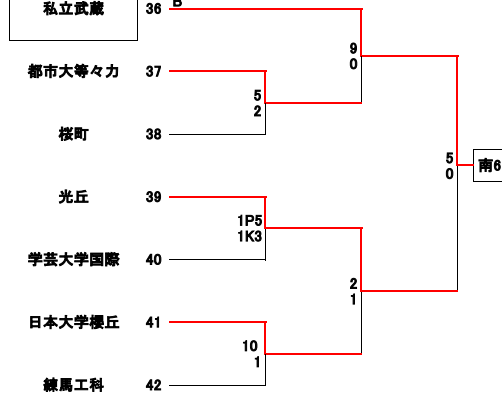 私立武蔵 36 B
9
0
都市大等々力 37
5
2
桜町 38
5
0
南6
光丘 39
1P5
1K3
学芸大学国際 40
2
1
日本大学櫻丘 41
10
1
練馬工科 42